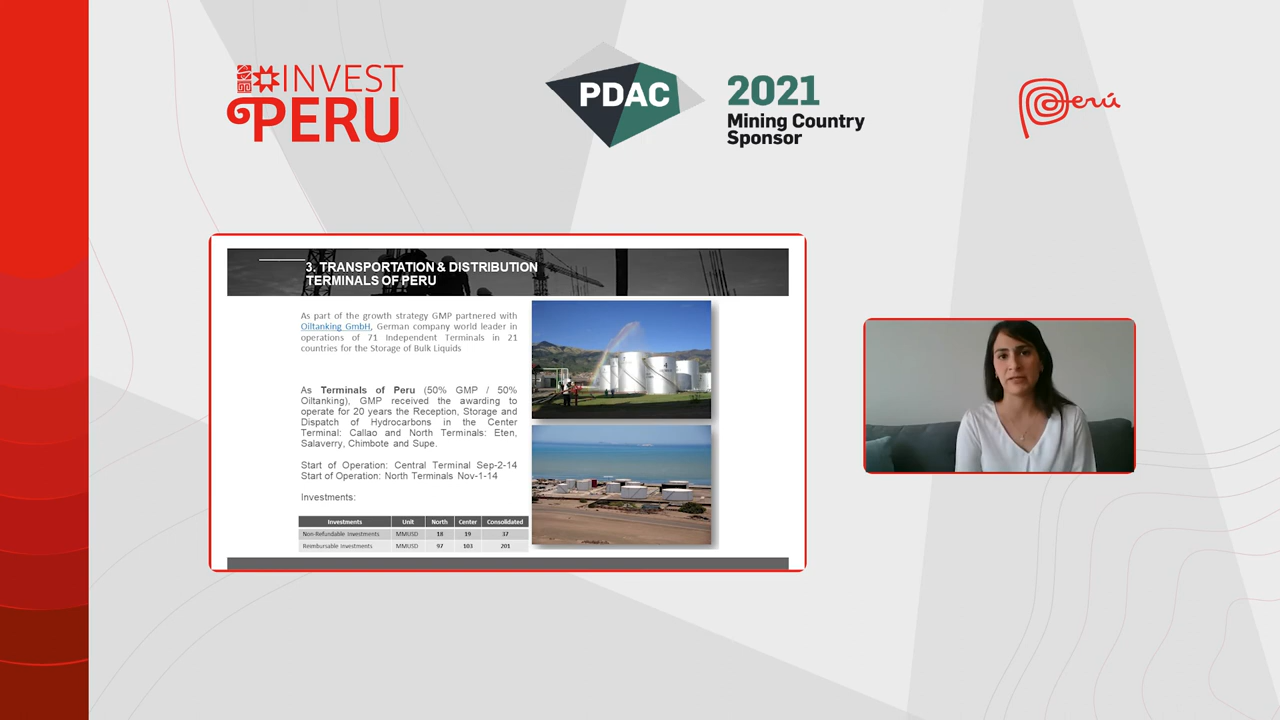 INVEST
PERU
PDAC
2021
Mining Country
Sponsor
Perú
3. TRANSPORTATION & DISTRIBUTION
TERMINALS OF PERU
As part of the growth strategy GMP partnered with
Oiltanking GmbH, German company world leader in
operations of 71 Independent Terminals in 21
countries for the Storage of Bulk Liquids
As Terminals of Peru (50% GMP / 50%
Oiltanking), GMP received the awarding to
operate for 20 years the Reception, Storage and
Dispatch of Hydrocarbons in the Center
Terminal: Callao and North Terminals: Eten,
Salaverry, Chimbote and Supe.
Start of Operation: Central Terminal Sep-2-14
Start of Operation: North Terminals Nov-1-14
Investments:
Investments Unit North Center Consolidated
Non-Refundable Investments MMUSD 18 19 37
Reimbursable Investments MMUSD 97 103 201